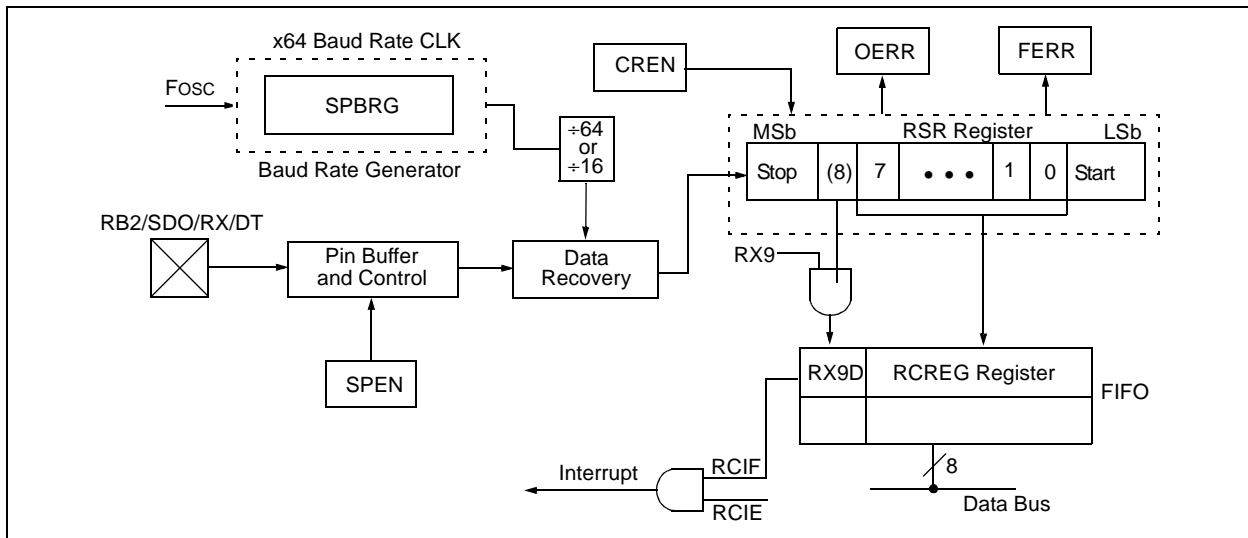 x64 Baud Rate CLK
FOSC
SPBRG
Baud Rate Generator
÷64
or
÷16
CREN
OERR
FERR
MSb
RSR Register
LSb
Stop
(8)
7
• • •
1
0
Start
RB2/SDO/RX/DT
Pin Buffer
and Control
Data
Recovery
SPEN
RX9
RX9D
RCREG Register
FIFO
Interrupt
RCIF
RCIE
8
Data Bus